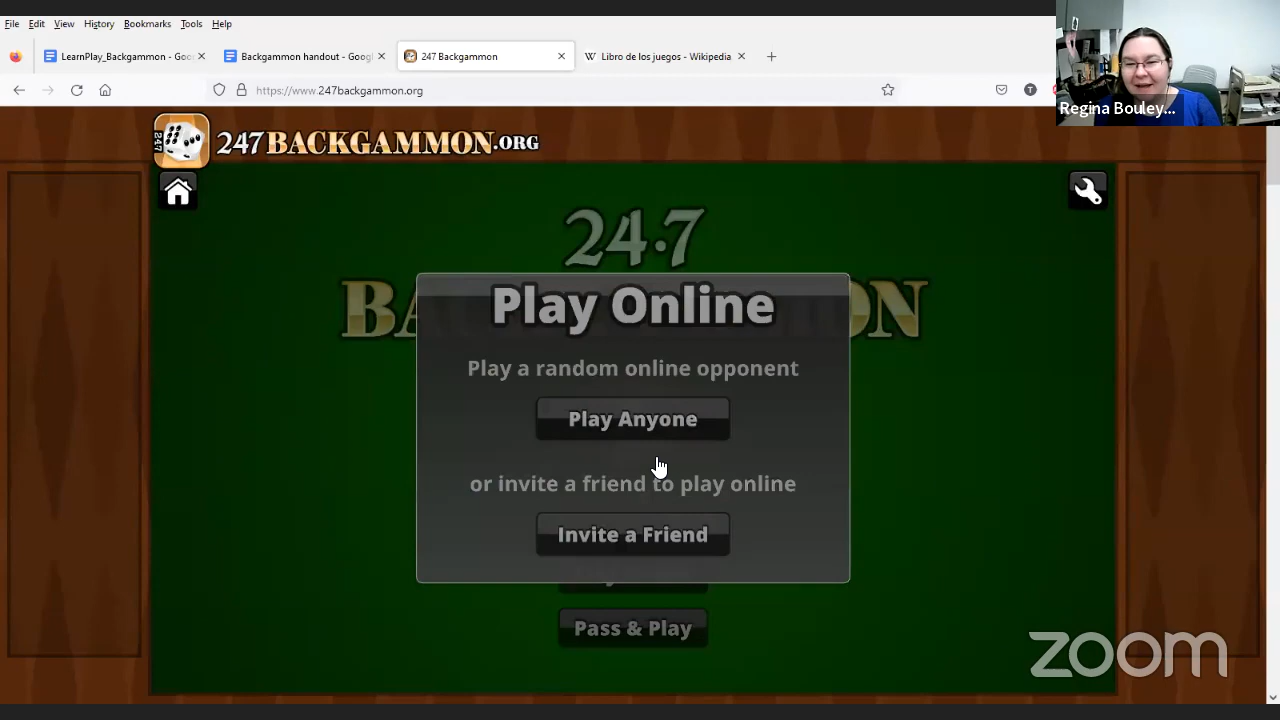 File Edit View History Bookmarks Tools Help
LearnPlay_Backgammon - Goo
Backgammon handout - Googl
247 Backgammon
W Libro de los juegos - Wikipedia
https://www.247backgammon.org
T
Regina Bouley...
247 247BACKGAMMON.ORG
24·7
Play Online
Play a random online opponent
Play Anyone
or invite a friend to play online
Invite a Friend
Pass & Play
zoom